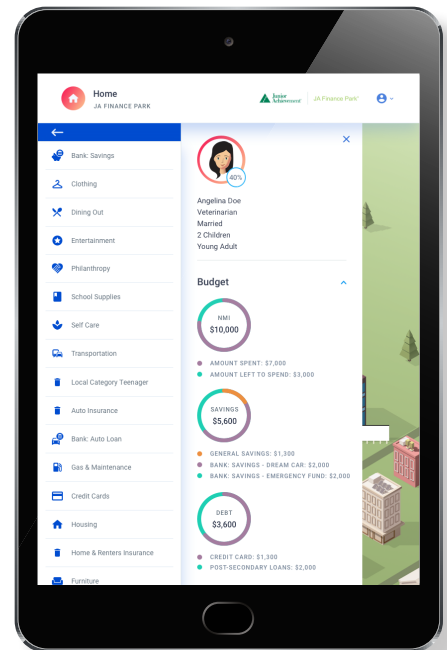 Home
JA FINANCE PARK
Junior
Achievement
JA Finance Park®
Bank: Savings
Clothing
Dining Out
Entertainment
Philanthropy
School Supplies
Self Care
Transportation
Local Category Teenager
Auto Insurance
Bank: Auto Loan
Gas & Maintenance
Credit Cards
Housing
Home & Renters Insurance
Furniture
40%
Angelina Doe
Veterinarian
Married
2 Children
Young Adult
Budget
NMI
$10,000
AMOUNT SPENT: $7,000
AMOUNT LEFT TO SPEND: $3,000
SAVINGS
$5,600
GENERAL SAVINGS: $1,300
BANK: SAVINGS - DREAM CAR: $2,000
BANK: SAVINGS - EMERGENCY FUND: $2,000
DEBT
$3,600
CREDIT CARD: $1,300
POST-SECONDARY LOANS: $2,000